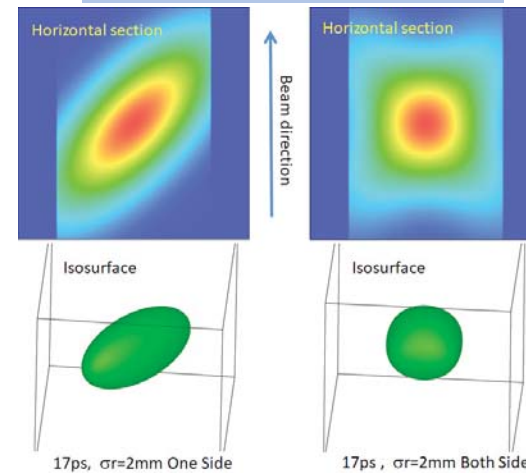 Horizontal section
Beam direction
Horizontal section
Isosurface
Isosurface
17ps, σr=2mm One Side
17ps , σr=2mm Both Side